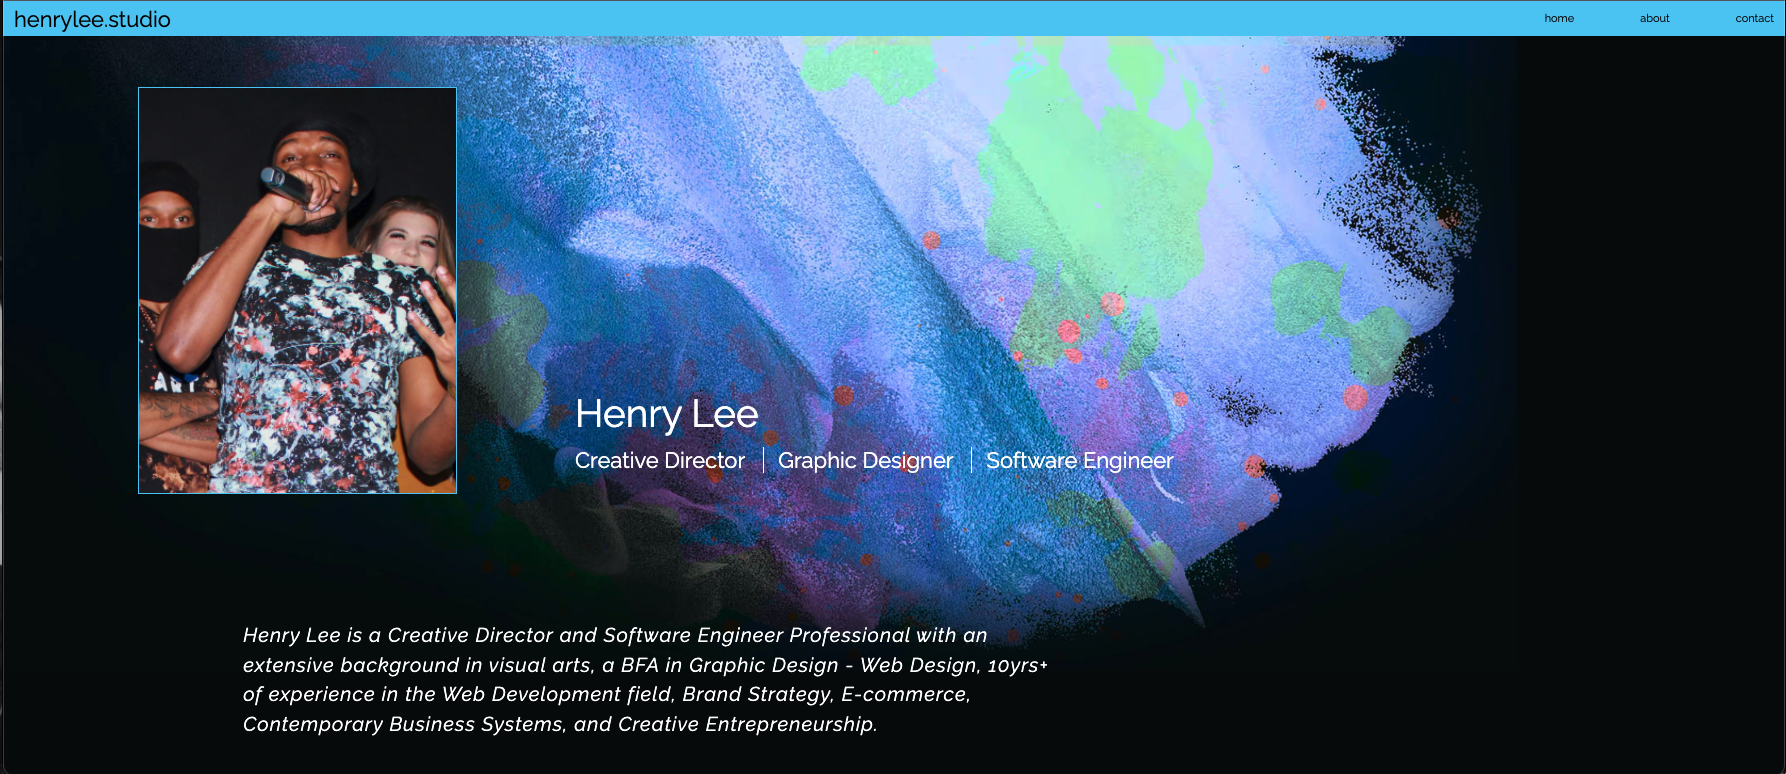 henrylee.studio
home about contact
ART
Henry Lee
Creative Director | Graphic Designer | Software Engineer
Henry Lee is a Creative Director and Software Engineer Professional with an
extensive background in visual arts, a BFA in Graphic Design - Web Design, 10yrs+
of experience in the Web Development field, Brand Strategy, E-commerce,
Contemporary Business Systems, and Creative Entrepreneurship.